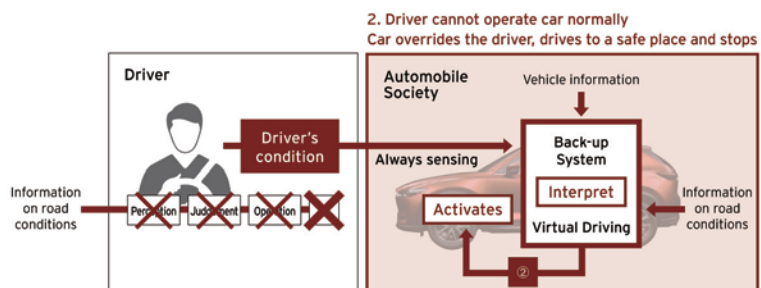 2. Driver cannot operate car normally
Car overrides the driver, drives to a safe place and stops
Driver
Driver's
condition
Information
on road
conditions
Perception
Judgement
Operation
Automobile
Society
Vehicle information
Always sensing
Back-up
System
Interpret
Virtual Driving
Activates
②
Information
on road
conditions